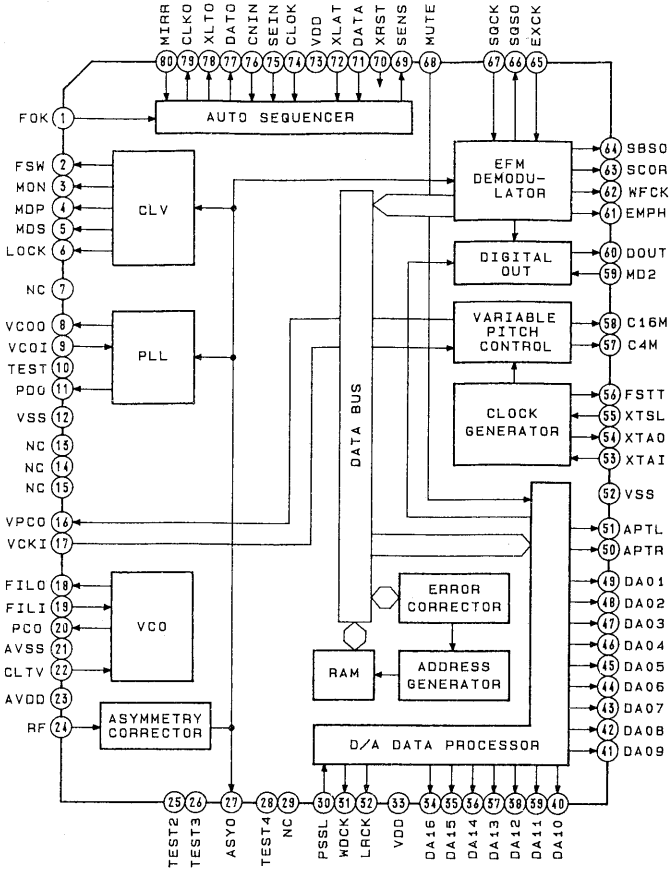 MIRR CLKO XLTO DATO CNIN SEIN CLOK VDD XLAT DATA XRST SENS MUTE SQCK SQSO EXCK
80 79 78 77 76 75 74 73 72 71 70 69 68 67 66 65
FOK 1
AUTO SEQUENCER
FSW 2
MON 3
MDP 4
MDS 5
LOCK 6
CLV
NC 7
VCOO 8
VCOI 9
TEST 10
PDO 11
PLL
VSS 12
NC 13
NC 14
NC 15
VPCO 16
VCKI 17
FILO 18
FILI 19
PCO 20
AVSS 21
CLTV 22
VCO
AVDD 23
RF 24
ASYMMETRY
CORRECTOR
DATA BUS
EFM
DEMODU-
LATOR
64 SBSO
63 SCOR
62 WFCK
61 EMPH
DIGITAL
OUT
60 DOUT
59 MD2
VARIABLE
PITCH
CONTROL
58 C16M
57 C4M
CLOCK
GENERATOR
56 FSTT
55 XTSL
54 XTAO
53 XTAI
52 VSS
51 APTL
50 APTR
49 DA01
48 DA02
47 DA03
46 DA04
45 DA05
44 DA06
43 DA07
42 DA08
41 DA09
ERROR
CORRECTOR
RAM
ADDRESS
GENERATOR
D/A DATA PROCESSOR
25 26 27 28 29 30 31 32 33 34 35 36 37 38 39 40
TEST2 TEST3 ASYO TEST4 NC PSSL WDCK LRCK VDD DA16 DA15 DA14 DA13 DA12 DA11 DA10